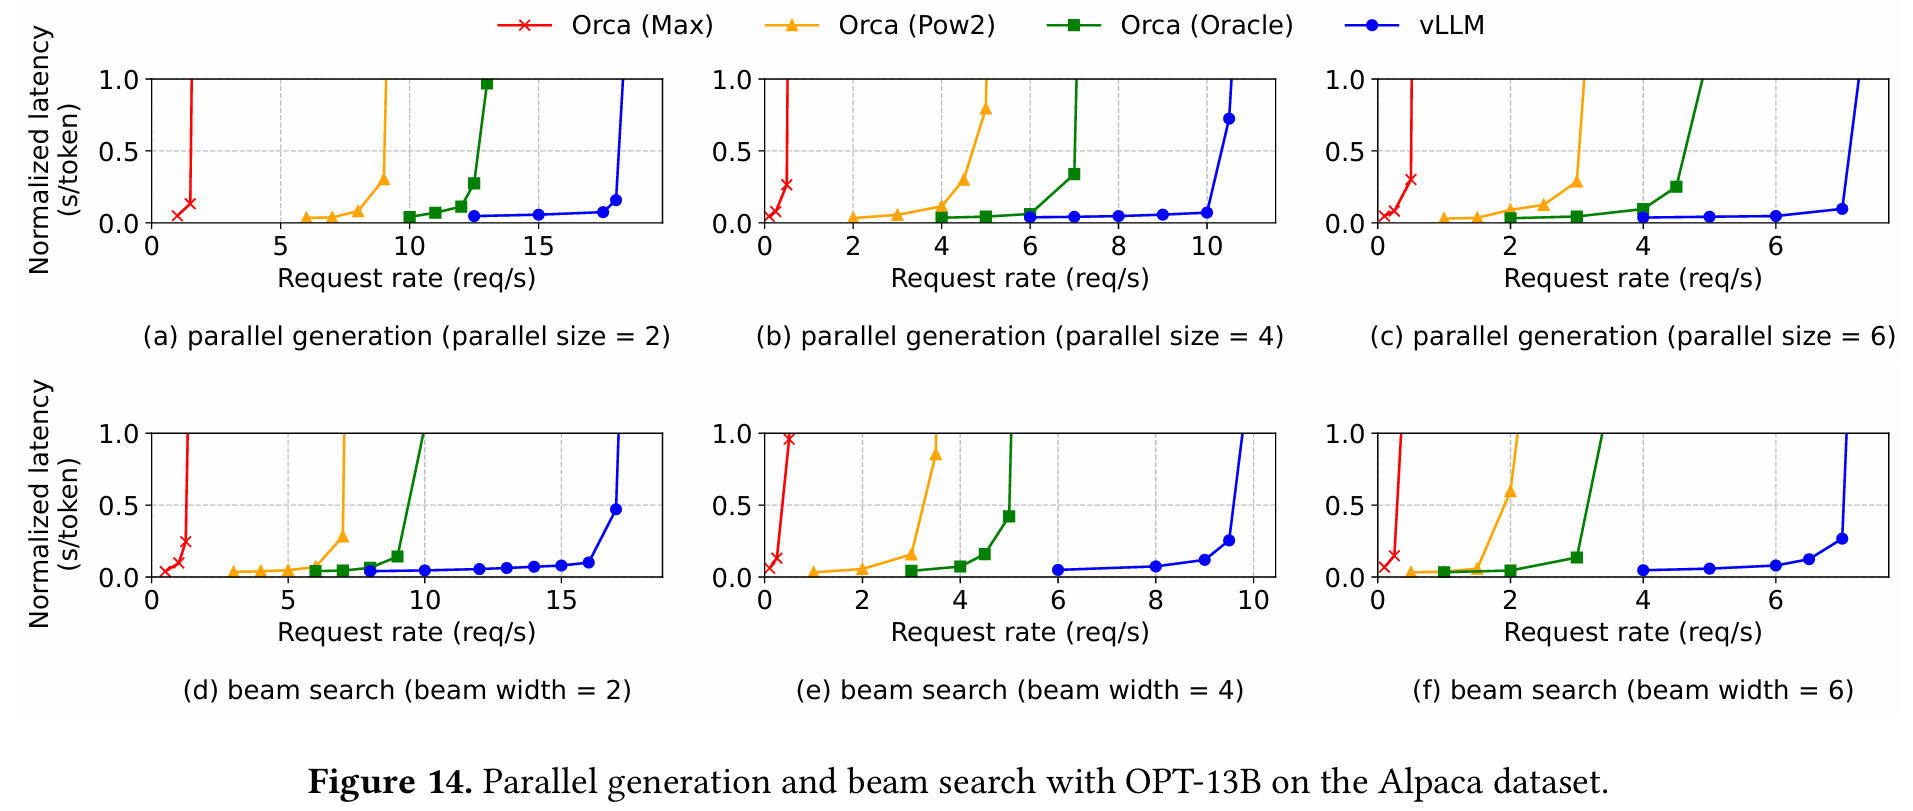 Orca (Max) Orca (Pow2) Orca (Oracle) vLLM
Normalized latency
(s/token)
1.0
0.5
0.0
0 5 10 15
Request rate (req/s)
(a) parallel generation (parallel size = 2)
1.0
0.5
0.0
0 2 4 6 8 10
Request rate (req/s)
(b) parallel generation (parallel size = 4)
1.0
0.5
0.0
0 2 4 6
Request rate (req/s)
(c) parallel generation (parallel size = 6)
Normalized latency
(s/token)
1.0
0.5
0.0
0 5 10 15
Request rate (req/s)
(d) beam search (beam width = 2)
1.0
0.5
0.0
0 2 4 6 8 10
Request rate (req/s)
(e) beam search (beam width = 4)
1.0
0.5
0.0
0 2 4 6
Request rate (req/s)
(f) beam search (beam width = 6)
Figure 14. Parallel generation and beam search with OPT-13B on the Alpaca dataset.